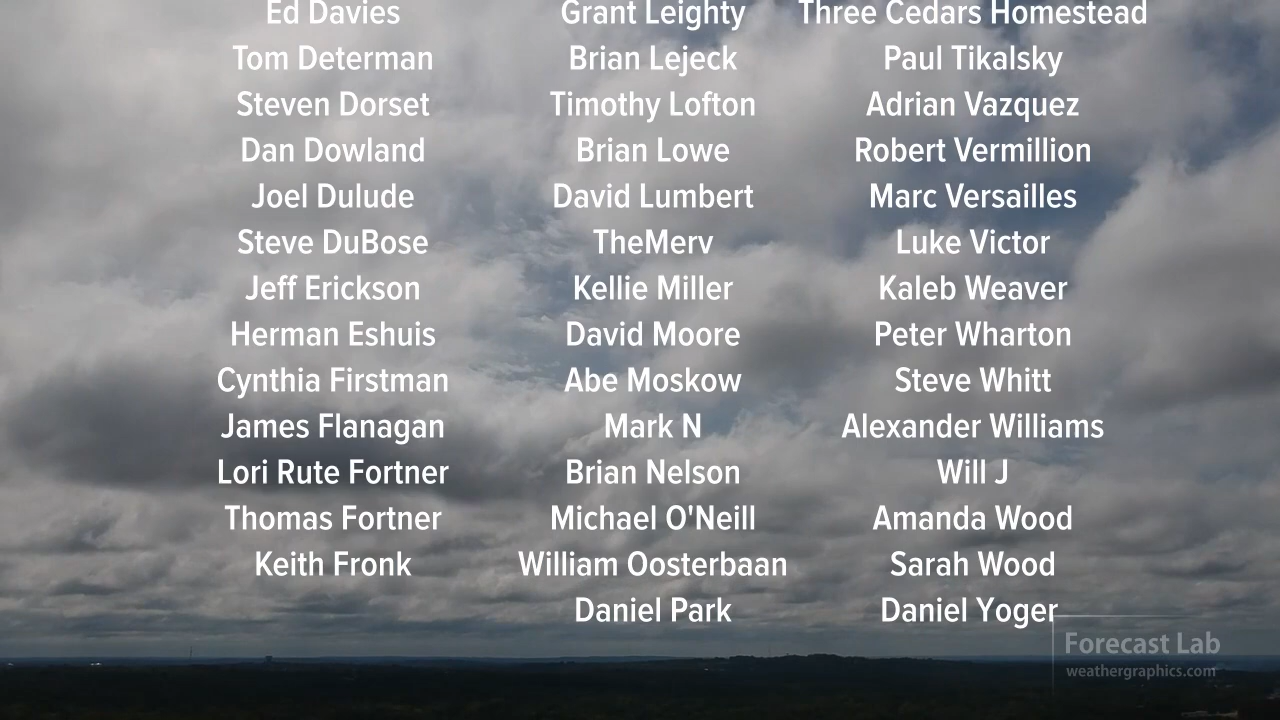 Ed Davies
Tom Determan
Steven Dorset
Dan Dowland
Joel Dulude
Steve DuBose
Jeff Erickson
Herman Eshuis
Cynthia Firstman
James Flanagan
Lori Rute Fortner
Thomas Fortner
Keith Fronk
Grant Leighty
Brian Lejeck
Timothy Lofton
Brian Lowe
David Lumbert
TheMerv
Kellie Miller
David Moore
Abe Moskow
Mark N
Brian Nelson
Michael O'Neill
William Oosterbaan
Daniel Park
Three Cedars Homestead
Paul Tikalsky
Adrian Vazquez
Robert Vermillion
Marc Versailles
Luke Victor
Kaleb Weaver
Peter Wharton
Steve Whitt
Alexander Williams
Will J
Amanda Wood
Sarah Wood
Daniel Yoger
Forecast Lab
weathergraphics.com